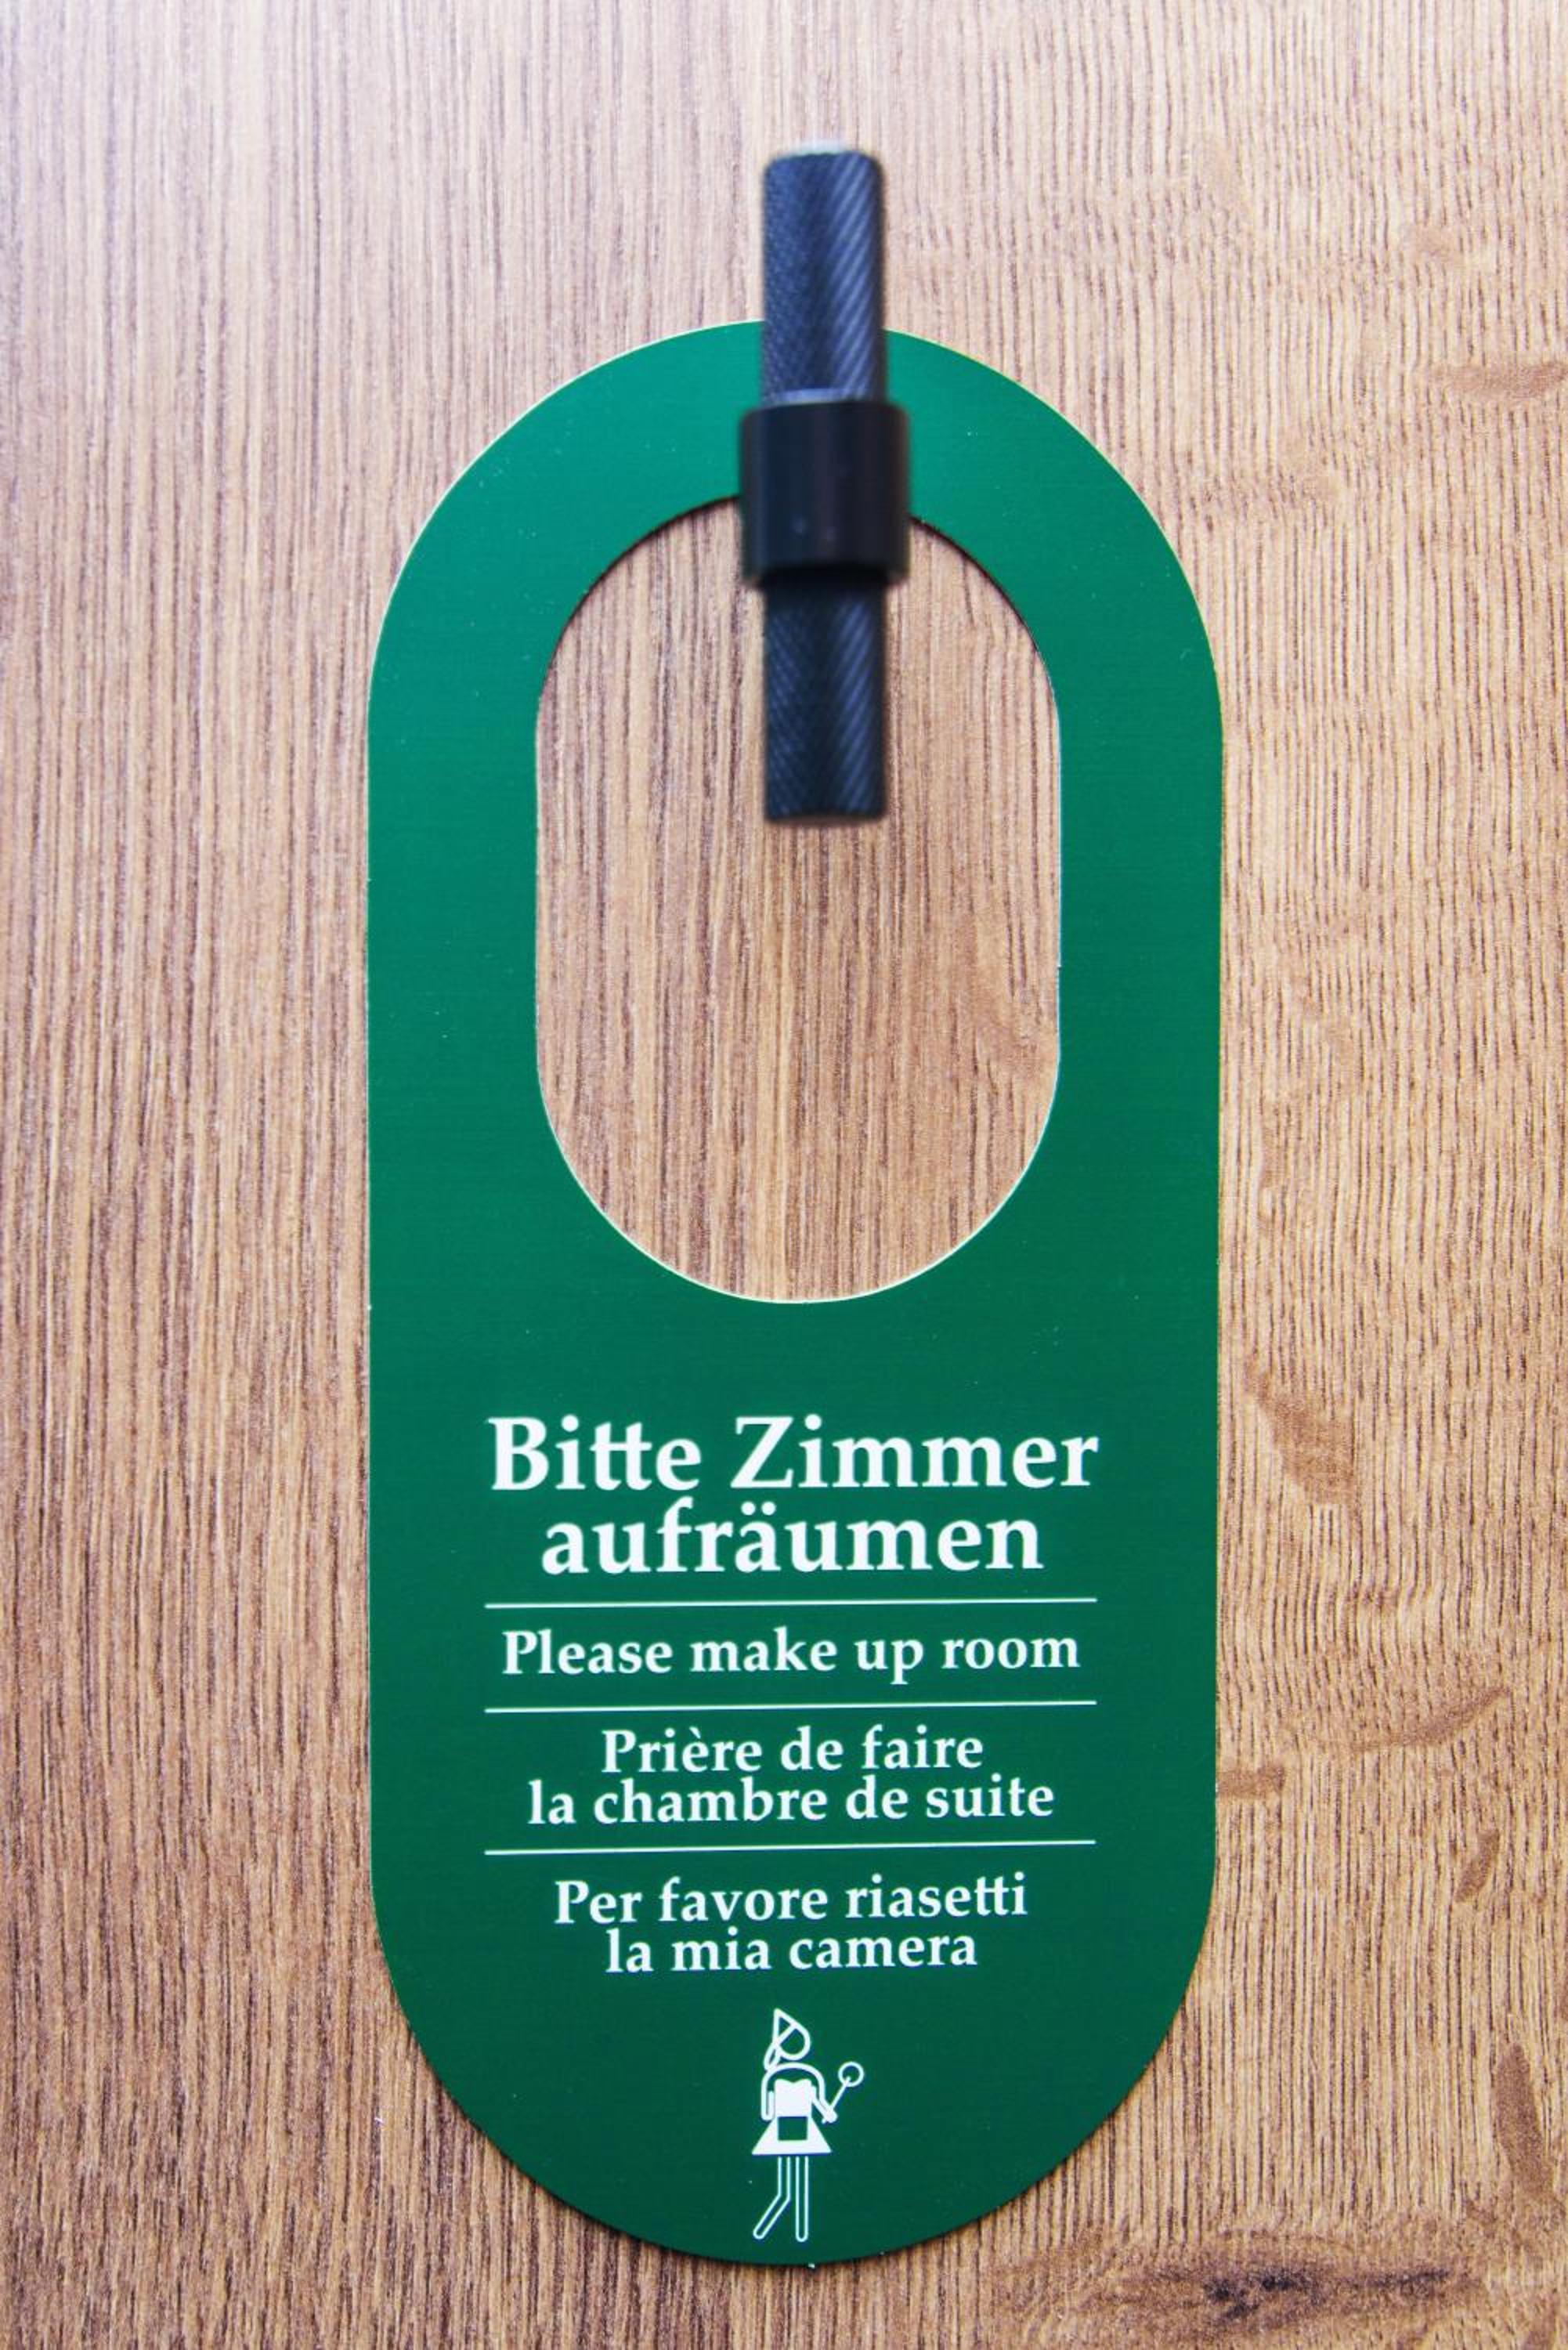 Bitte Zimmer
aufräumen
Please make up room
Prière de faire
la chambre de suite
Per favore riasetti
la mia camera